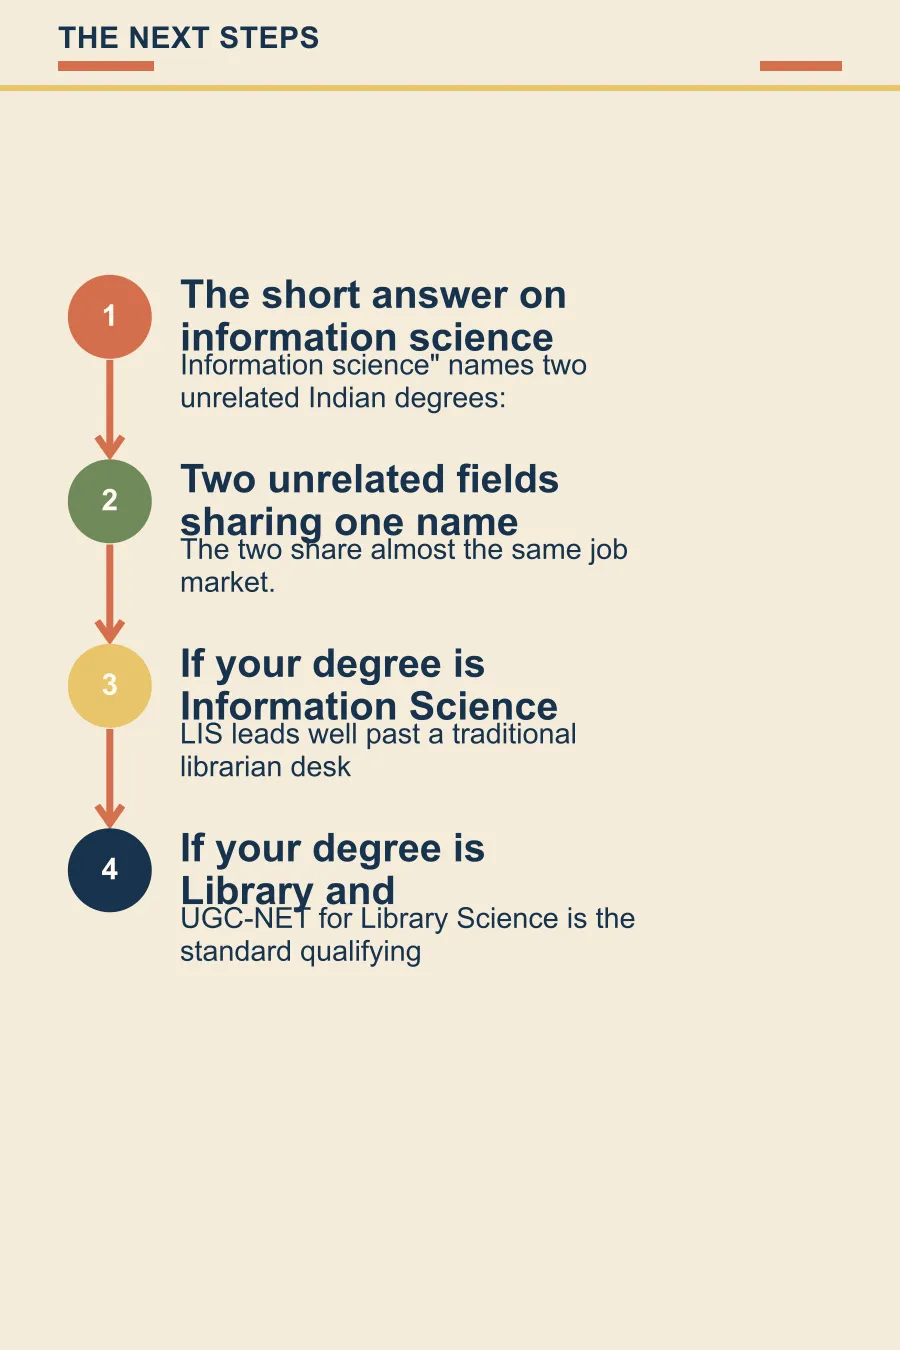 THE NEXT STEPS
1
The short answer on
information science
Information science" names two
unrelated Indian degrees:
2
Two unrelated fields
sharing one name
The two share almost the same job
market.
3
If your degree is
Information Science
LIS leads well past a traditional
librarian desk
4
If your degree is
Library and
UGC-NET for Library Science is the
standard qualifying